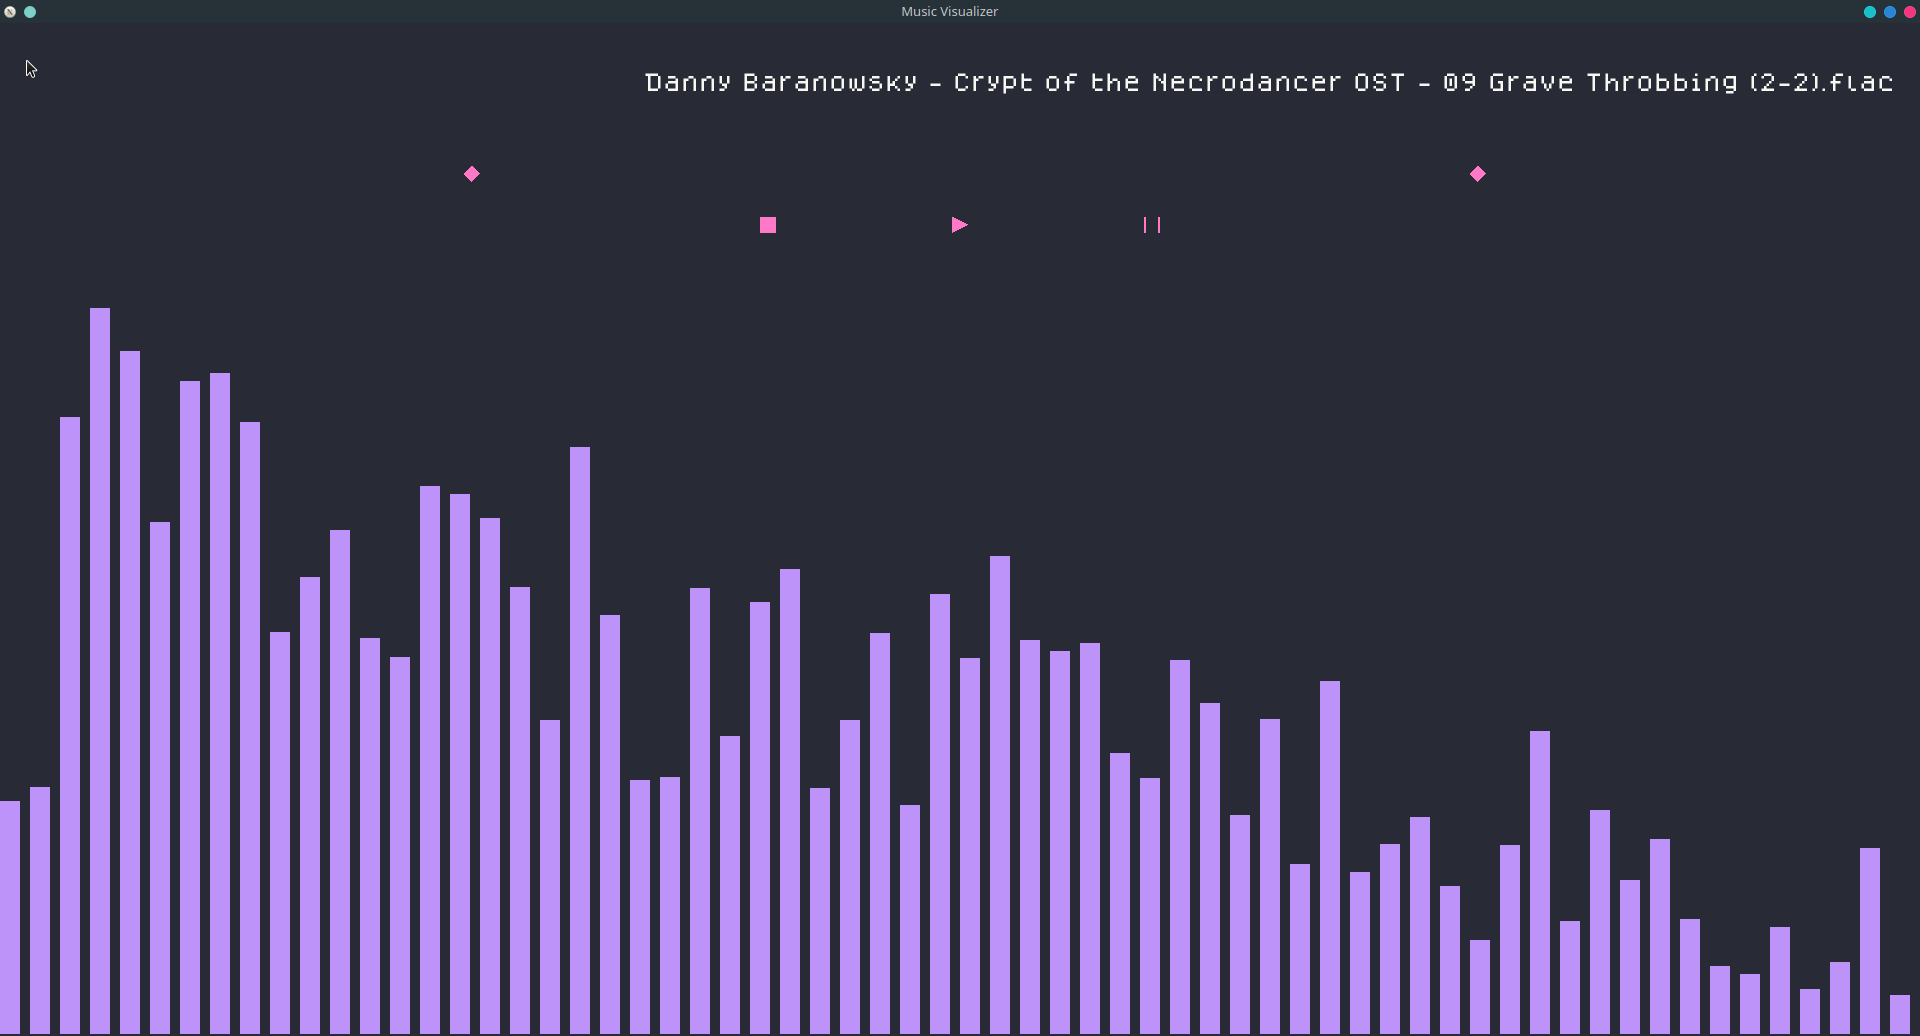 Music Visualizer
Danny Baranowsky - Crypt of the Necrodancer OST - 09 Grave Throbbing (2-2).flac